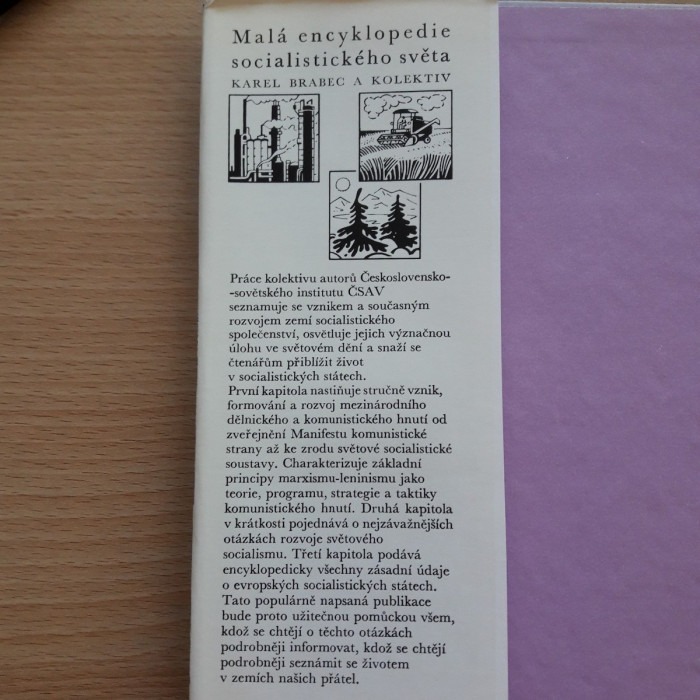 Malá encyklopedie
socialistického světa
KAREL BRABEC A KOLEKTIV
Práce kolektivu autorů Československo-
-sovětského institutu ČSAV
seznamuje se vznikem a současným
rozvojem zemí socialistického
společenství, osvětluje jejich význačnou
úlohu ve světovém dění a snaží se
čtenářům přiblížit život
v socialistických státech.
První kapitola nastiňuje stručně vznik,
formování a rozvoj mezinárodního
dělnického a komunistického hnutí od
zveřejnění Manifestu komunistické
strany až ke zrodu světové socialistické
soustavy. Charakterizuje základní
principy marxismu-leninismu jako
teorie, programu, strategie a taktiky
komunistického hnutí. Druhá kapitola
v krátkosti pojednává o nejzávažnějších
otázkách rozvoje světového
socialismu. Třetí kapitola podává
encyklopedicky všechny zásadní údaje
o evropských socialistických státech.
Tato populárně napsaná publikace
bude proto užitečnou pomůckou všem,
kdož se chtějí o těchto otázkách
podrobněji informovat, kdož se chtějí
podrobněji seznámit se životem
v zemích našich přátel.